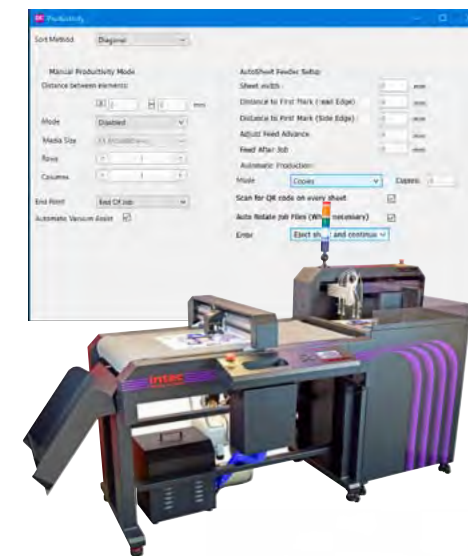 Productivity
Sort Method Diagonal
Manual Productivity Mode
Distance between elements:
mm
Mode Disabled
Media Size
Rows
Columns
End Point End Of Job
Automatic Vacuum Assist
AutoSheet Feeder Setup
Sheet width mm
Distance to First Mark (Lead Edge) mm
Distance to First Mark (Side Edge) mm
Adjust Feed Advance mm
Feed After Job mm
Automatic Production:
Mode Copies Copies:
Scan for QR code on every sheet
Auto Rotate Job Files (Whe necessary)
Error Eject sh and continue
intec